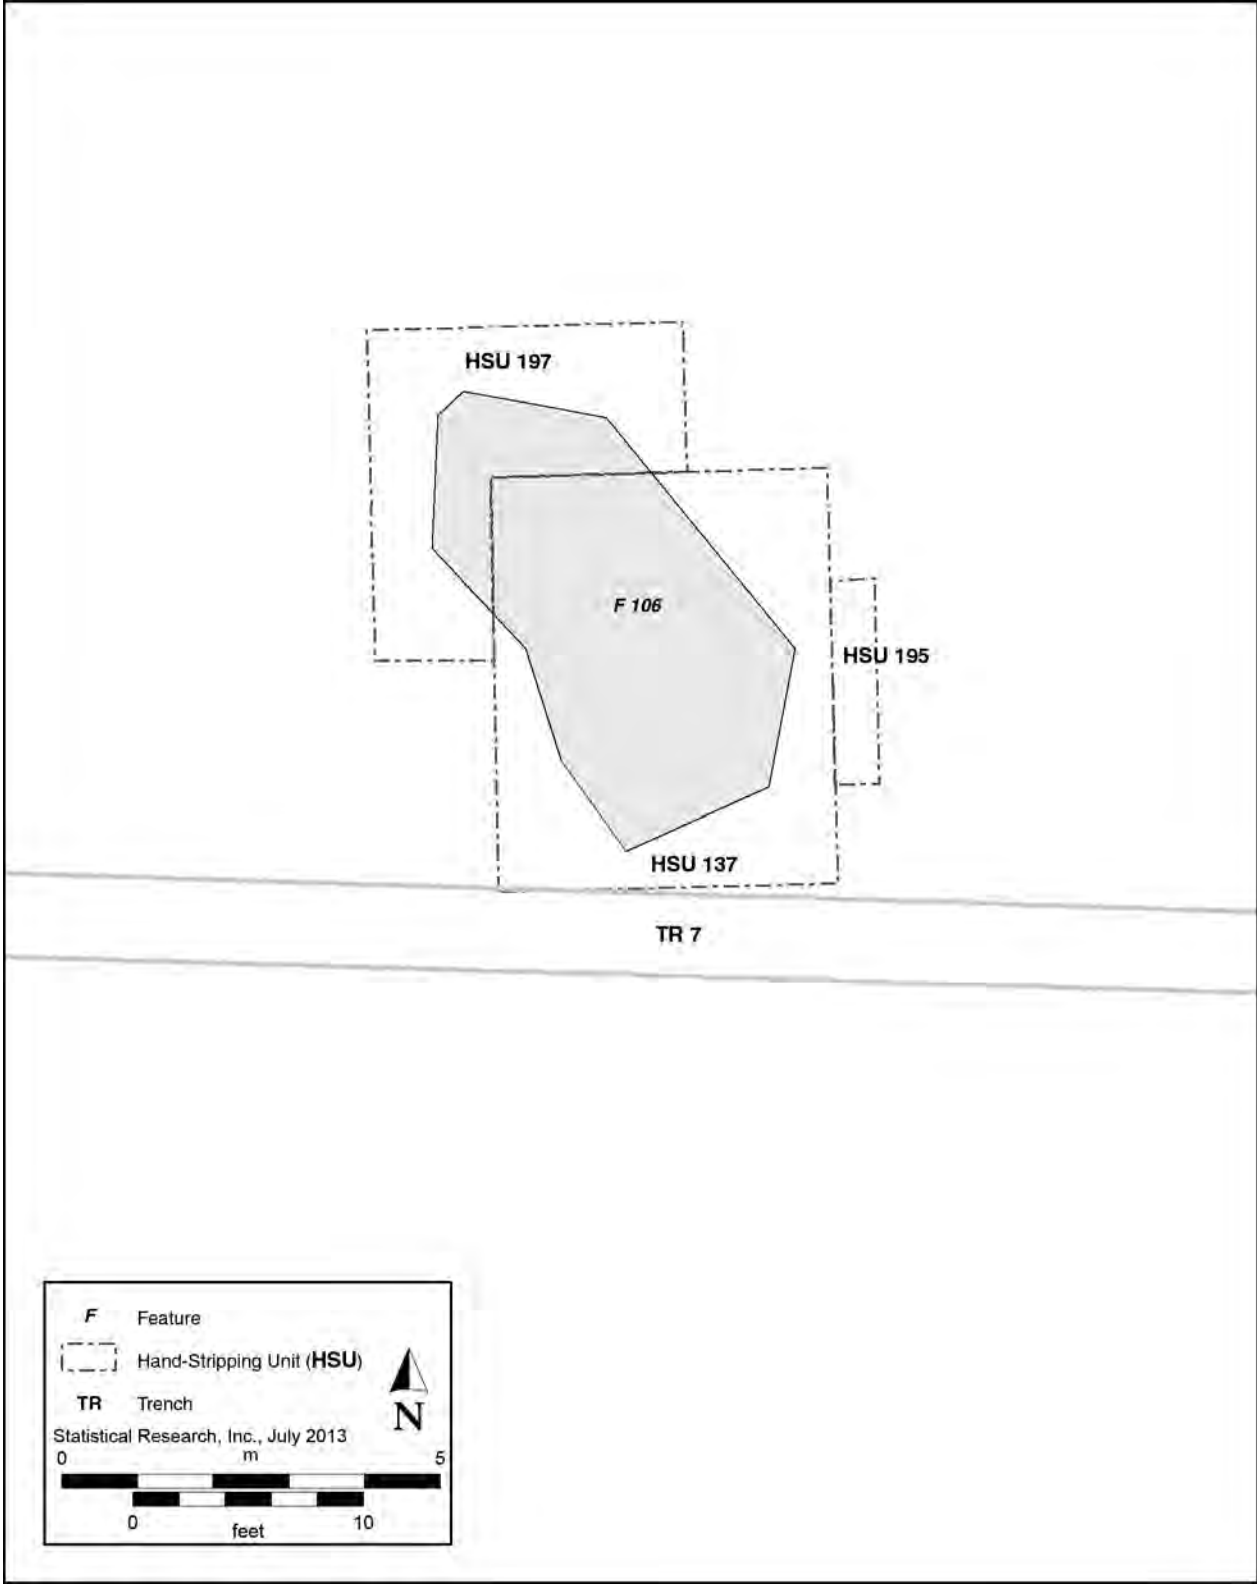 HSU 197
F 106
HSU 195
HSU 137
TR 7
F Feature
Hand-Stripping Unit (HSU)
TR Trench
N
Statistical Research, Inc., July 2013
0 m 5
0 feet 10